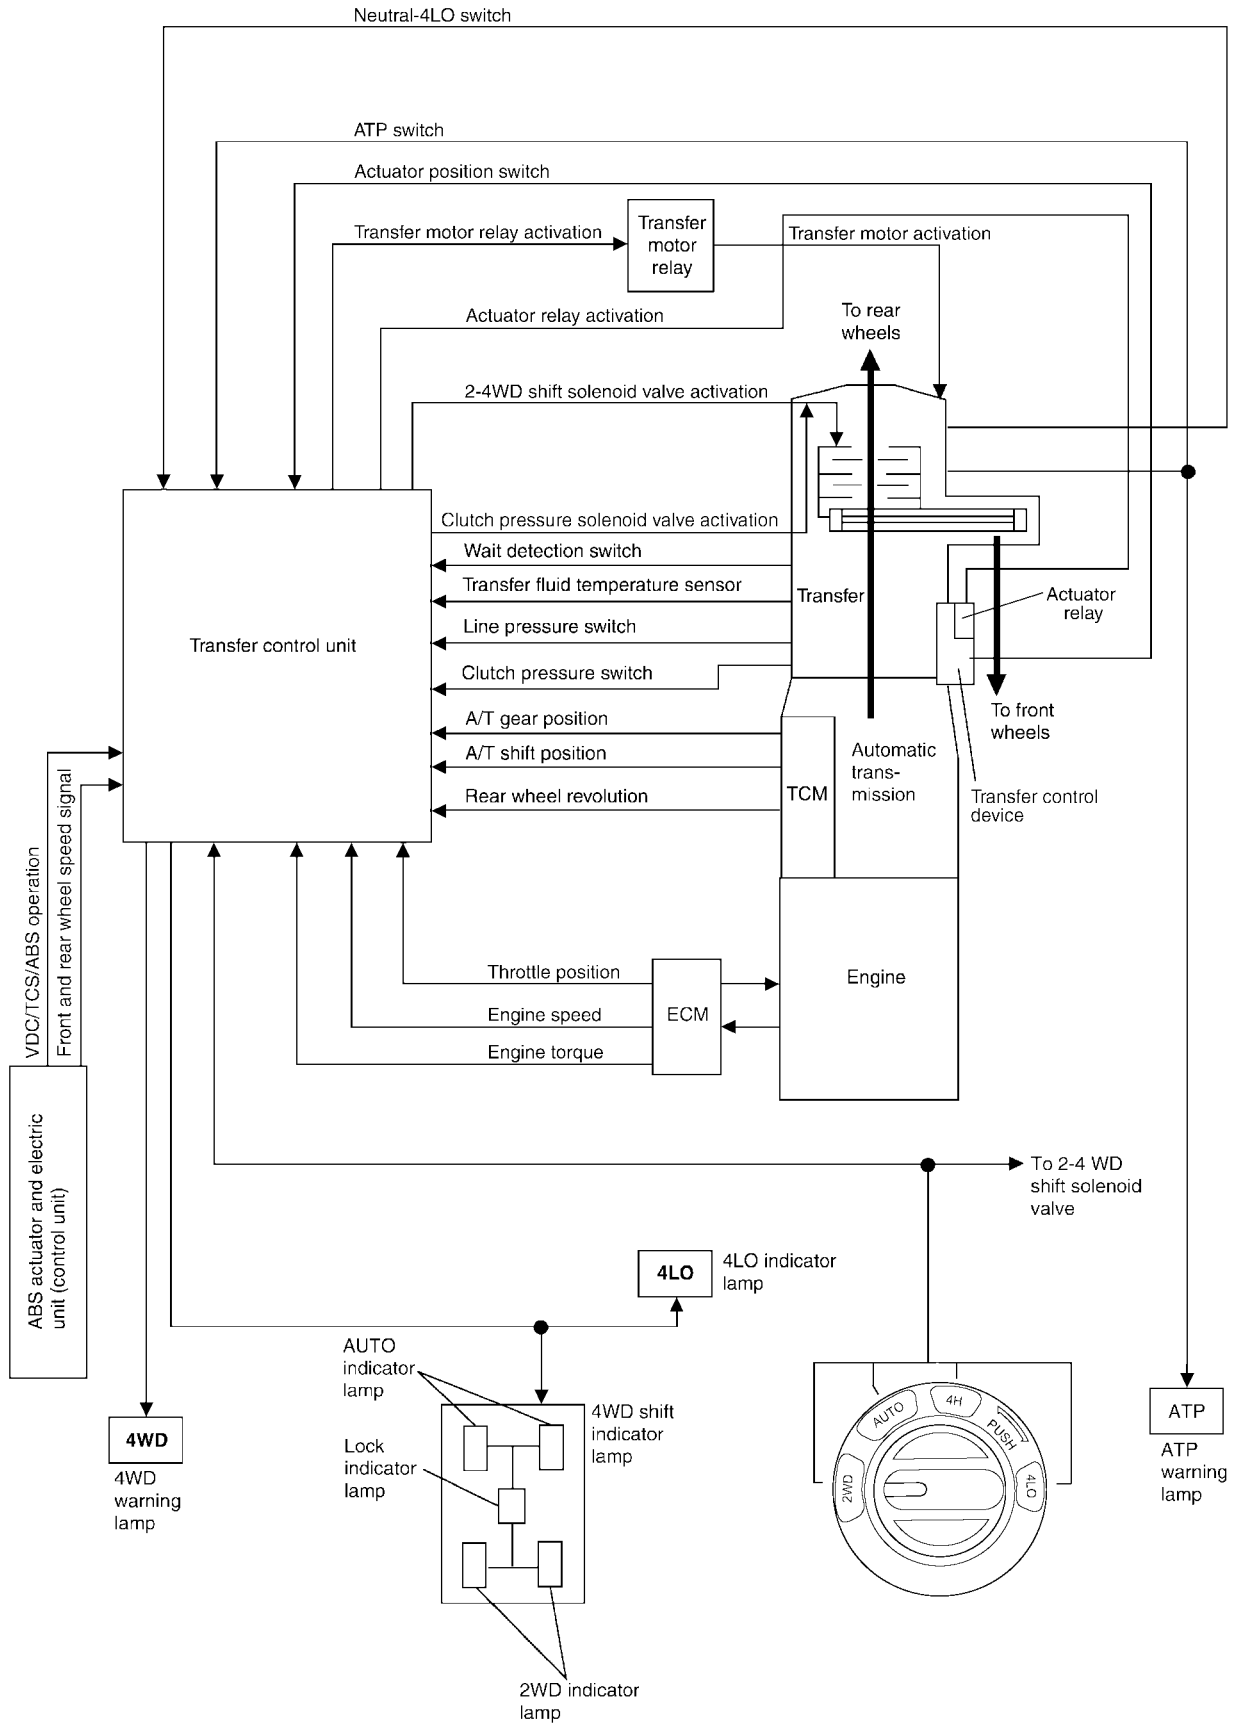 Neutral-4LO switch
ATP switch
Actuator position switch
Transfer motor relay activation
Transfer
motor
relay
Transfer motor activation
Actuator relay activation
To rear
wheels
2-4WD shift solenoid valve activation
Clutch pressure solenoid valve activation
Wait detection switch
Transfer fluid temperature sensor
Line pressure switch
Clutch pressure switch
A/T gear position
A/T shift position
Rear wheel revolution
Transfer control unit
Transfer
Actuator
relay
To front
wheels
Automatic
trans-
mission
TCM
Transfer control
device
VDC/TCS/ABS operation
Front and rear wheel speed signal
ABS actuator and electric
unit (control unit)
Throttle position
Engine speed
Engine torque
ECM
Engine
To 2-4 WD
shift solenoid
valve
4LO
4LO indicator
lamp
AUTO
indicator
lamp
4WD shift
indicator
lamp
Lock
indicator
lamp
2WD indicator
lamp
4WD
4WD
warning
lamp
2WD
AUTO
4H
PUSH
4LO
ATP
ATP
warning
lamp